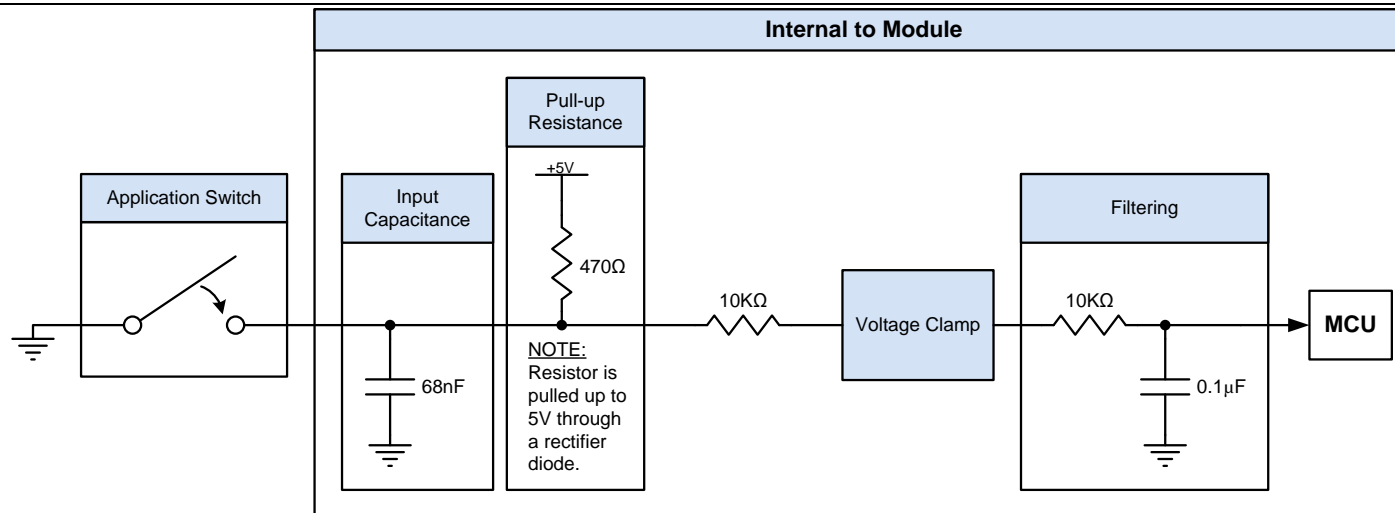 Internal to Module
Pull-up
Resistance
+5V
470Ω
Application Switch
Input
Capacitance
68nF
NOTE:
Resistor is
pulled up to
5V through
a rectifier
diode.
10KΩ
Voltage Clamp
Filtering
10KΩ
0.1μF
MCU